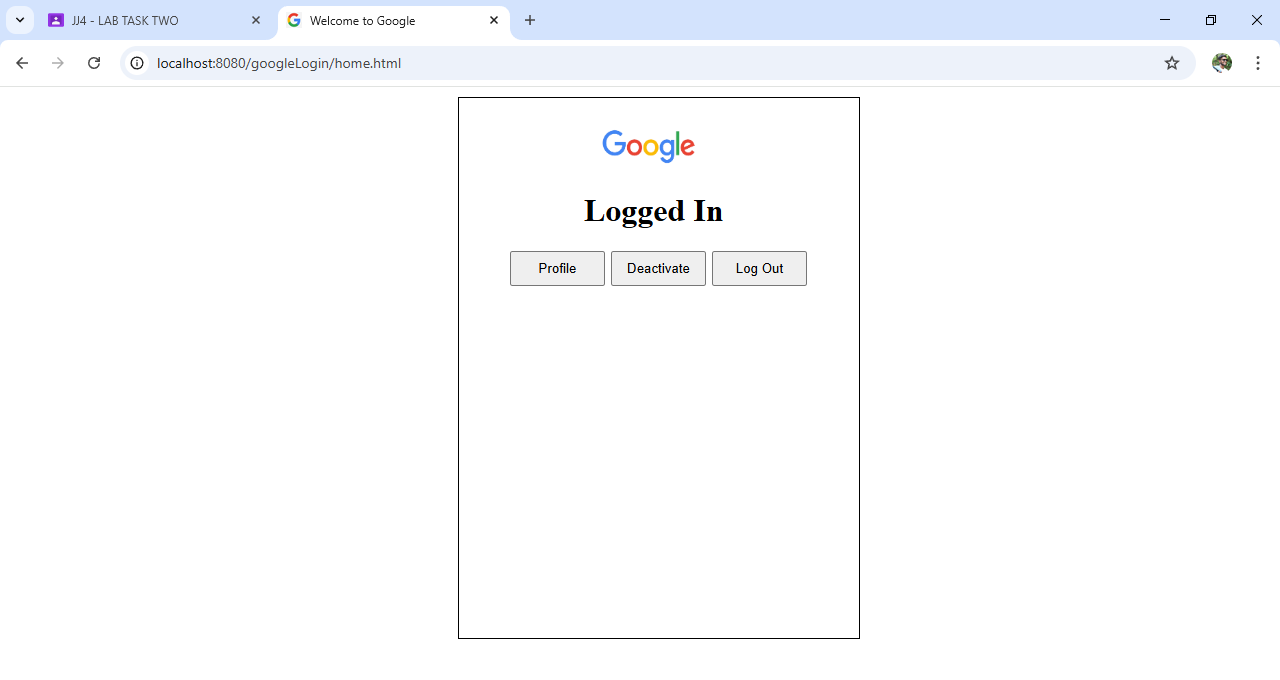 JJ4 - LAB TASK TWO
Welcome to Google
localhost:8080/googleLogin/home.html
Google
Logged In
Profile Deactivate Log Out